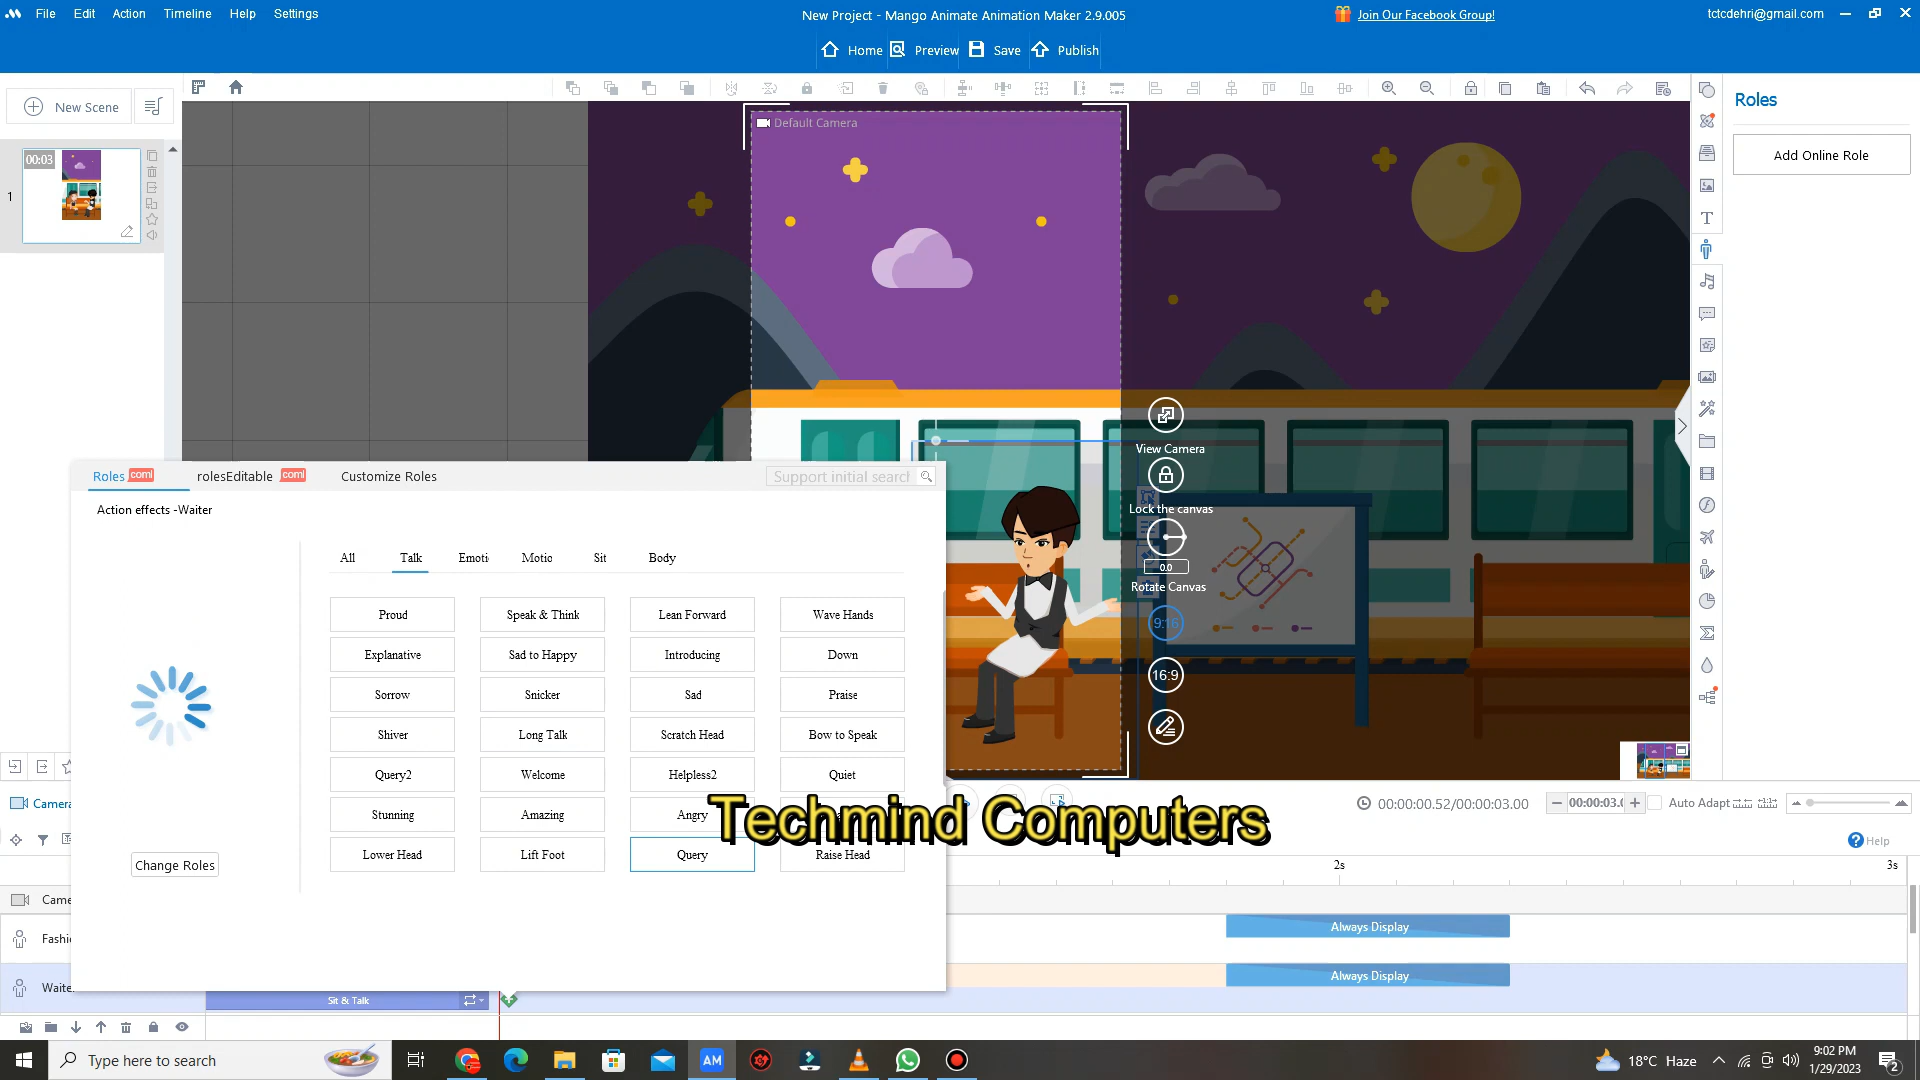 File Edit Action Timeline Help Settings
New Project - Mango Animate Animation Maker 2.9.005
Join Our Facebook Group!
tctcdehri@gmail.com
Home Preview Save Publish
New Scene
Roles
Default Camera
00:03
Add Online Role
1
T
View Camera
Roles com!
rolesEditable com!
Customize Roles
Support initial search
Lock the canvas
Action effects -Waiter
All Talk Emoti Motio Sit Body
0.0
Rotate Canvas
Proud Speak & Think Lean Forward Wave Hands
9:16
Explanative Sad to Happy Introducing Down
16:9
Sorrow Snicker Sad Praise
Shiver Long Talk Scratch Head Bow to Speak
Query2 Welcome Helpless2 Quiet
Camera
Stunning Amazing Angry
Techmind Computers
00:00:00.52/00:00:03.00
00:00:03.0
Auto Adapt
Help
Lower Head Lift Foot Query Raise Head
Change Roles
2s 3s
Came
Fashi
Always Display
Waite
Always Display
Sit & Talk
Type here to search
AM
18°C Haze
9:02 PM
1/29/2023
2